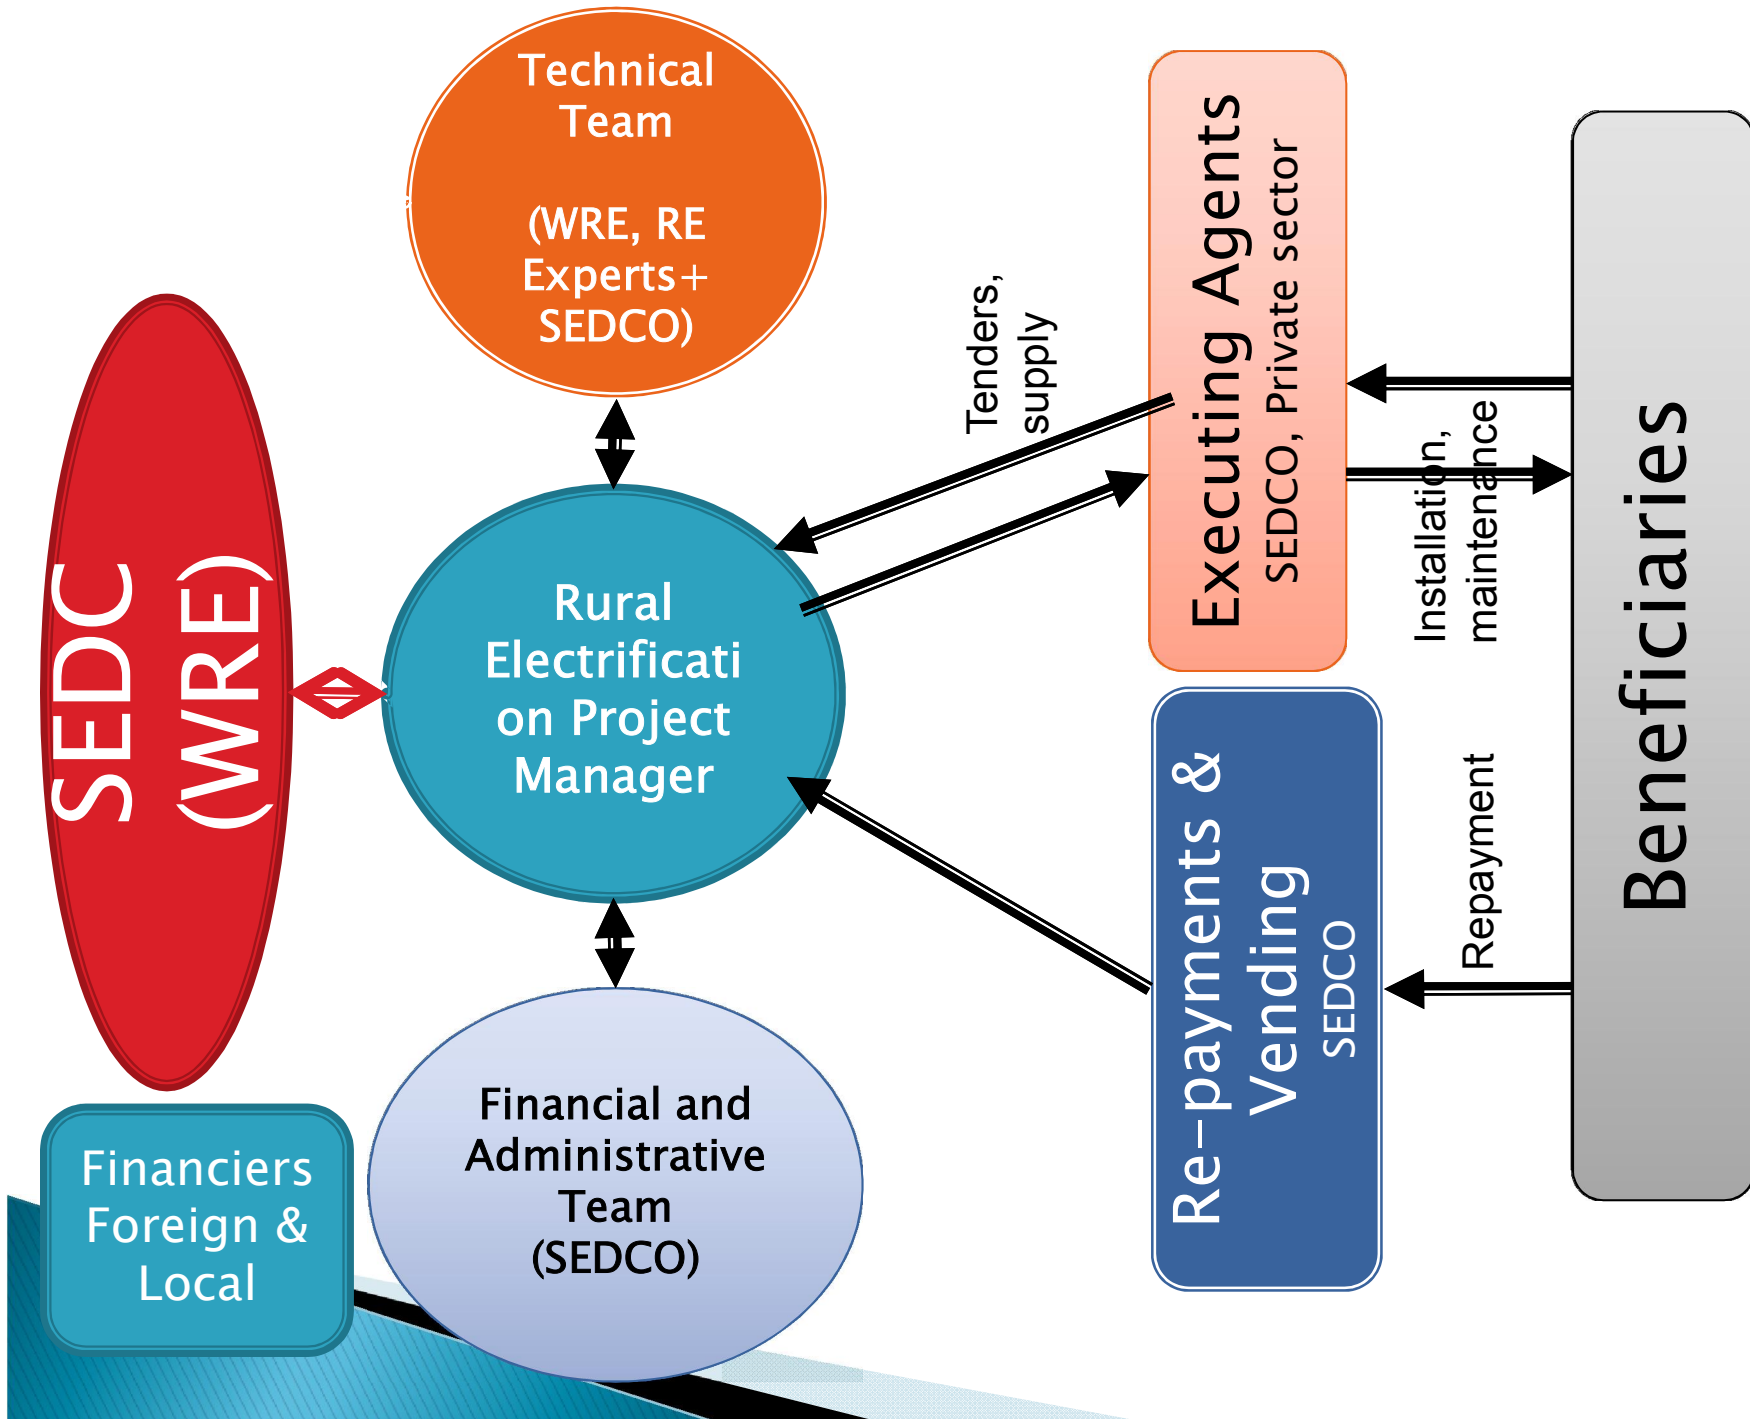 Technical
Team
(WRE, RE
Experts+
SEDCO)
SEDC
(WRE)
Rural
Electrificati
on Project
Manager
Tenders,
supply
Executing Agents
SEDCO, Private sector
Installation,
maintenance
Beneficiaries
Re-payments &
Vending
SEDCO
Repayment
Financial and
Administrative
Team
(SEDCO)
Financiers
Foreign &
Local